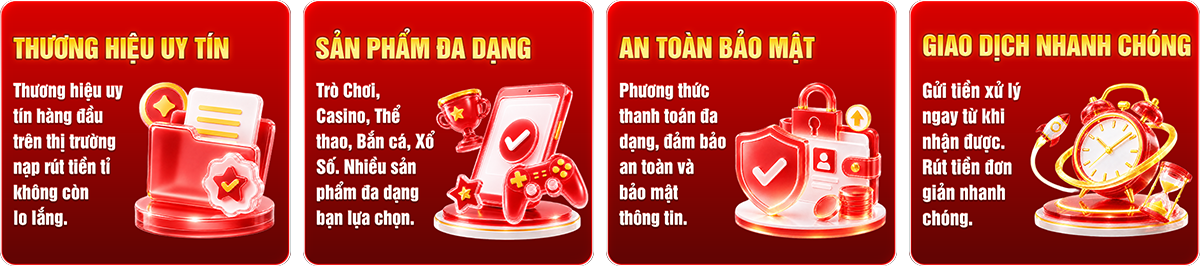 THƯƠNG HIỆU UY TÍN
Thương hiệu uy
tín hàng đầu
trên thị trường
nạp rút tiền tỉ
không còn
lo lắng.
SẢN PHẨM ĐA DẠNG
Trò Chơi,
Casino, Thể
thao, Bắn cá, Xổ
Số. Nhiều sản
phẩm đa dạng
bạn lựa chọn.
AN TOÀN BẢO MẬT
Phương thức
thanh toán đa
dạng, đảm bảo
an toàn và
bảo mật
thông tin.
GIAO DỊCH NHANH CHÓNG
Gửi tiền xử lý
ngay từ khi
nhận được.
Rút tiền đơn
giản nhanh
chóng.